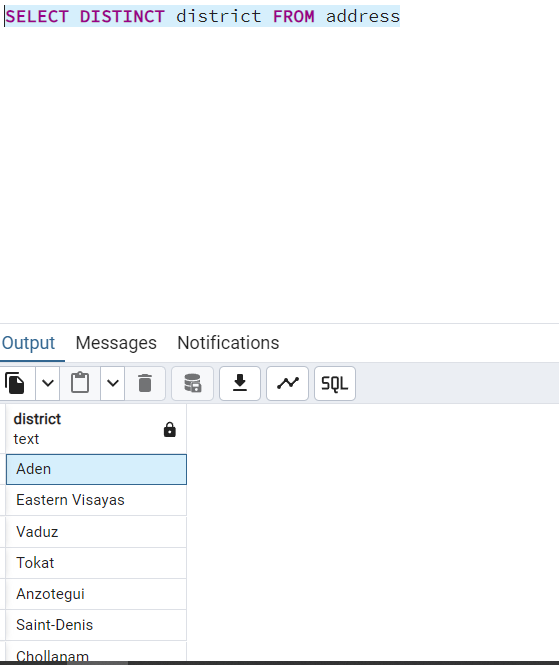 SELECT DISTINCT district FROM address
Output Messages Notifications
SQL
district
text
Aden
Eastern Visayas
Vaduz
Tokat
Anzotegui
Saint-Denis
Chollanam